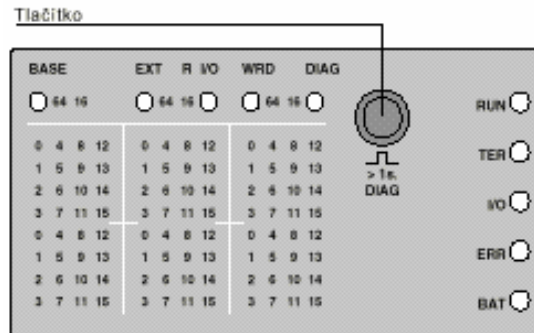 Tlačítko
BASE EXT R I/O WRD DIAG
64 16 64 16 64 16
RUN
0 4 8 12 0 4 8 12 0 4 8 12
TER
1 5 9 13 1 5 9 13 1 5 9 13
> 1s.
2 6 10 14 2 6 10 14 2 6 10 14
DIAG
3 7 11 15 3 7 11 15 3 7 11 15
I/O
0 4 8 12 0 4 8 12 0 4 8 12
1 5 9 13 1 5 9 13 1 5 9 13
ERR
2 6 10 14 2 6 10 14 2 6 10 14
3 7 11 15 3 7 11 15 3 7 11 15
BAT